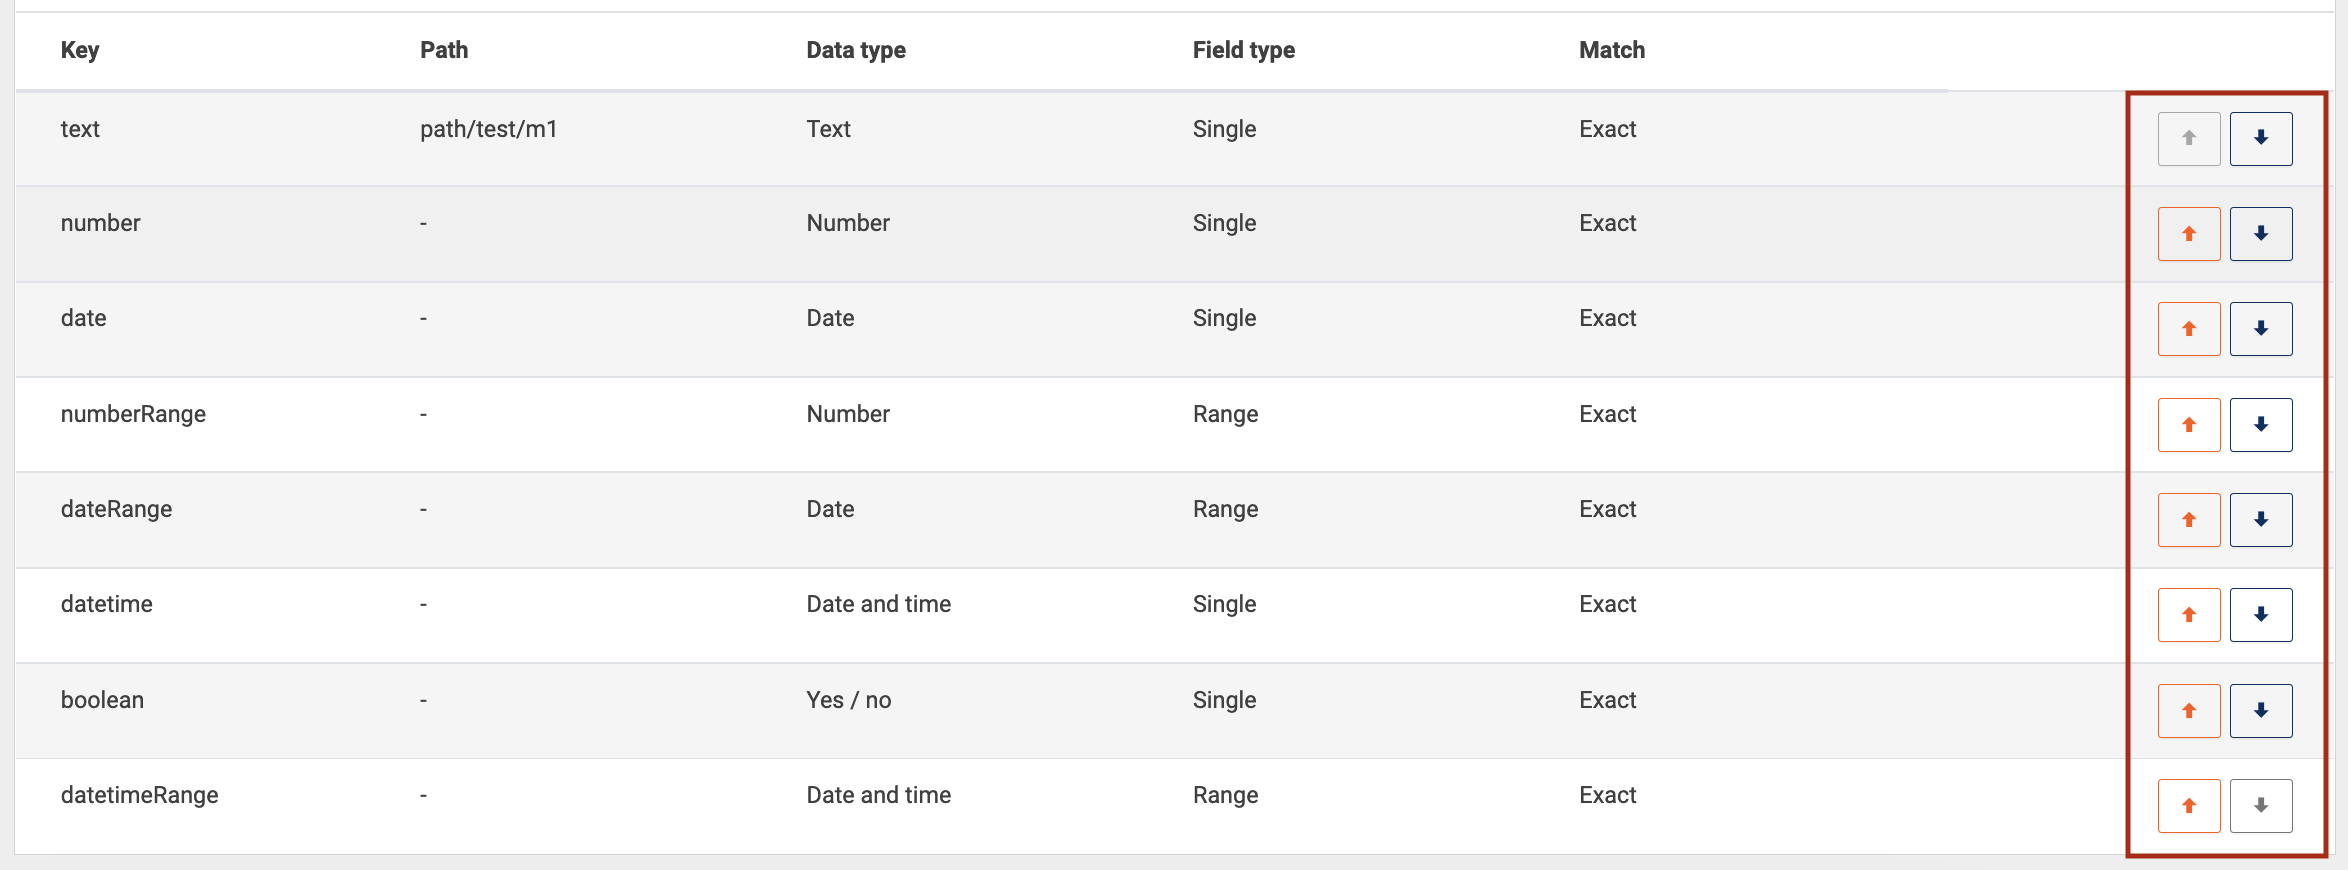 Key Path Data type Field type Match
text path/test/m1 Text Single Exact
number - Number Single Exact
date - Date Single Exact
numberRange - Number Range Exact
dateRange - Date Range Exact
datetime - Date and time Single Exact
boolean - Yes / no Single Exact
datetimeRange - Date and time Range Exact